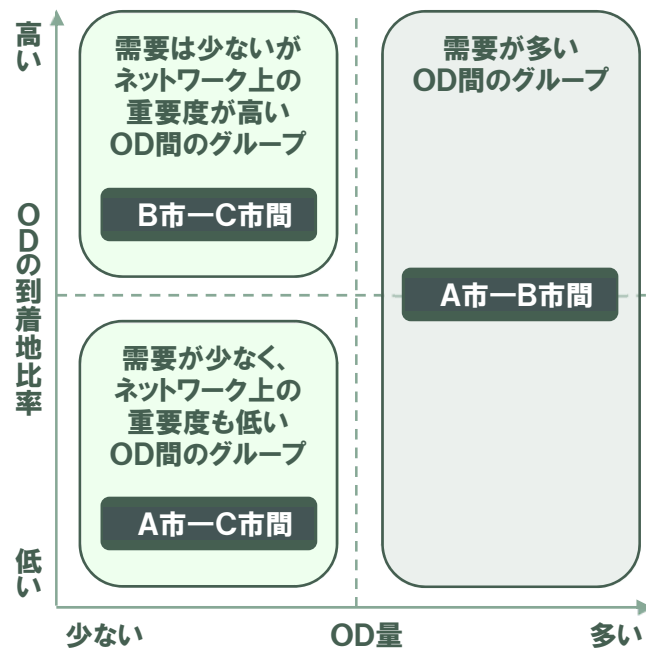 高い
ODの到着地比率
低い
需要は少ないが
ネットワーク上の
重要度が高い
OD間のグループ
B市ーC市間
需要が多い
OD間のグループ
A市ーB市間
需要が少なく、
ネットワーク上の
重要度も低い
OD間のグループ
A市ーC市間
少ない
OD量
多い